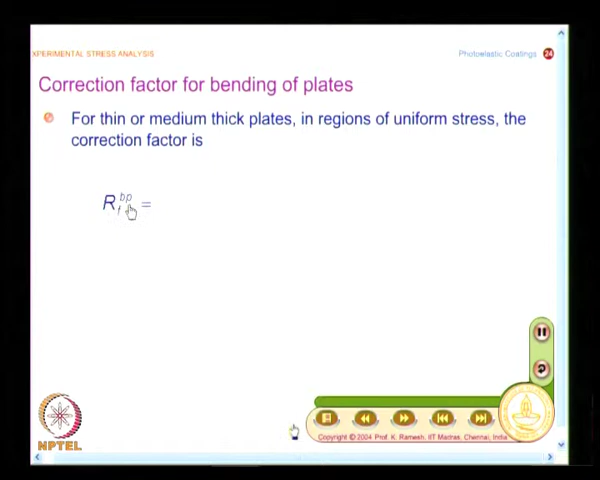 XPERIMENTAL STRESS ANALYSIS
Photoelastic Coatings 24
Correction factor for bending of plates
For thin or medium thick plates, in regions of uniform stress, the
correction factor is
R_f^bp =
Copyright © 2004 Prof. K. Ramesh, IIT Madras, Chennai, India
NPTEL